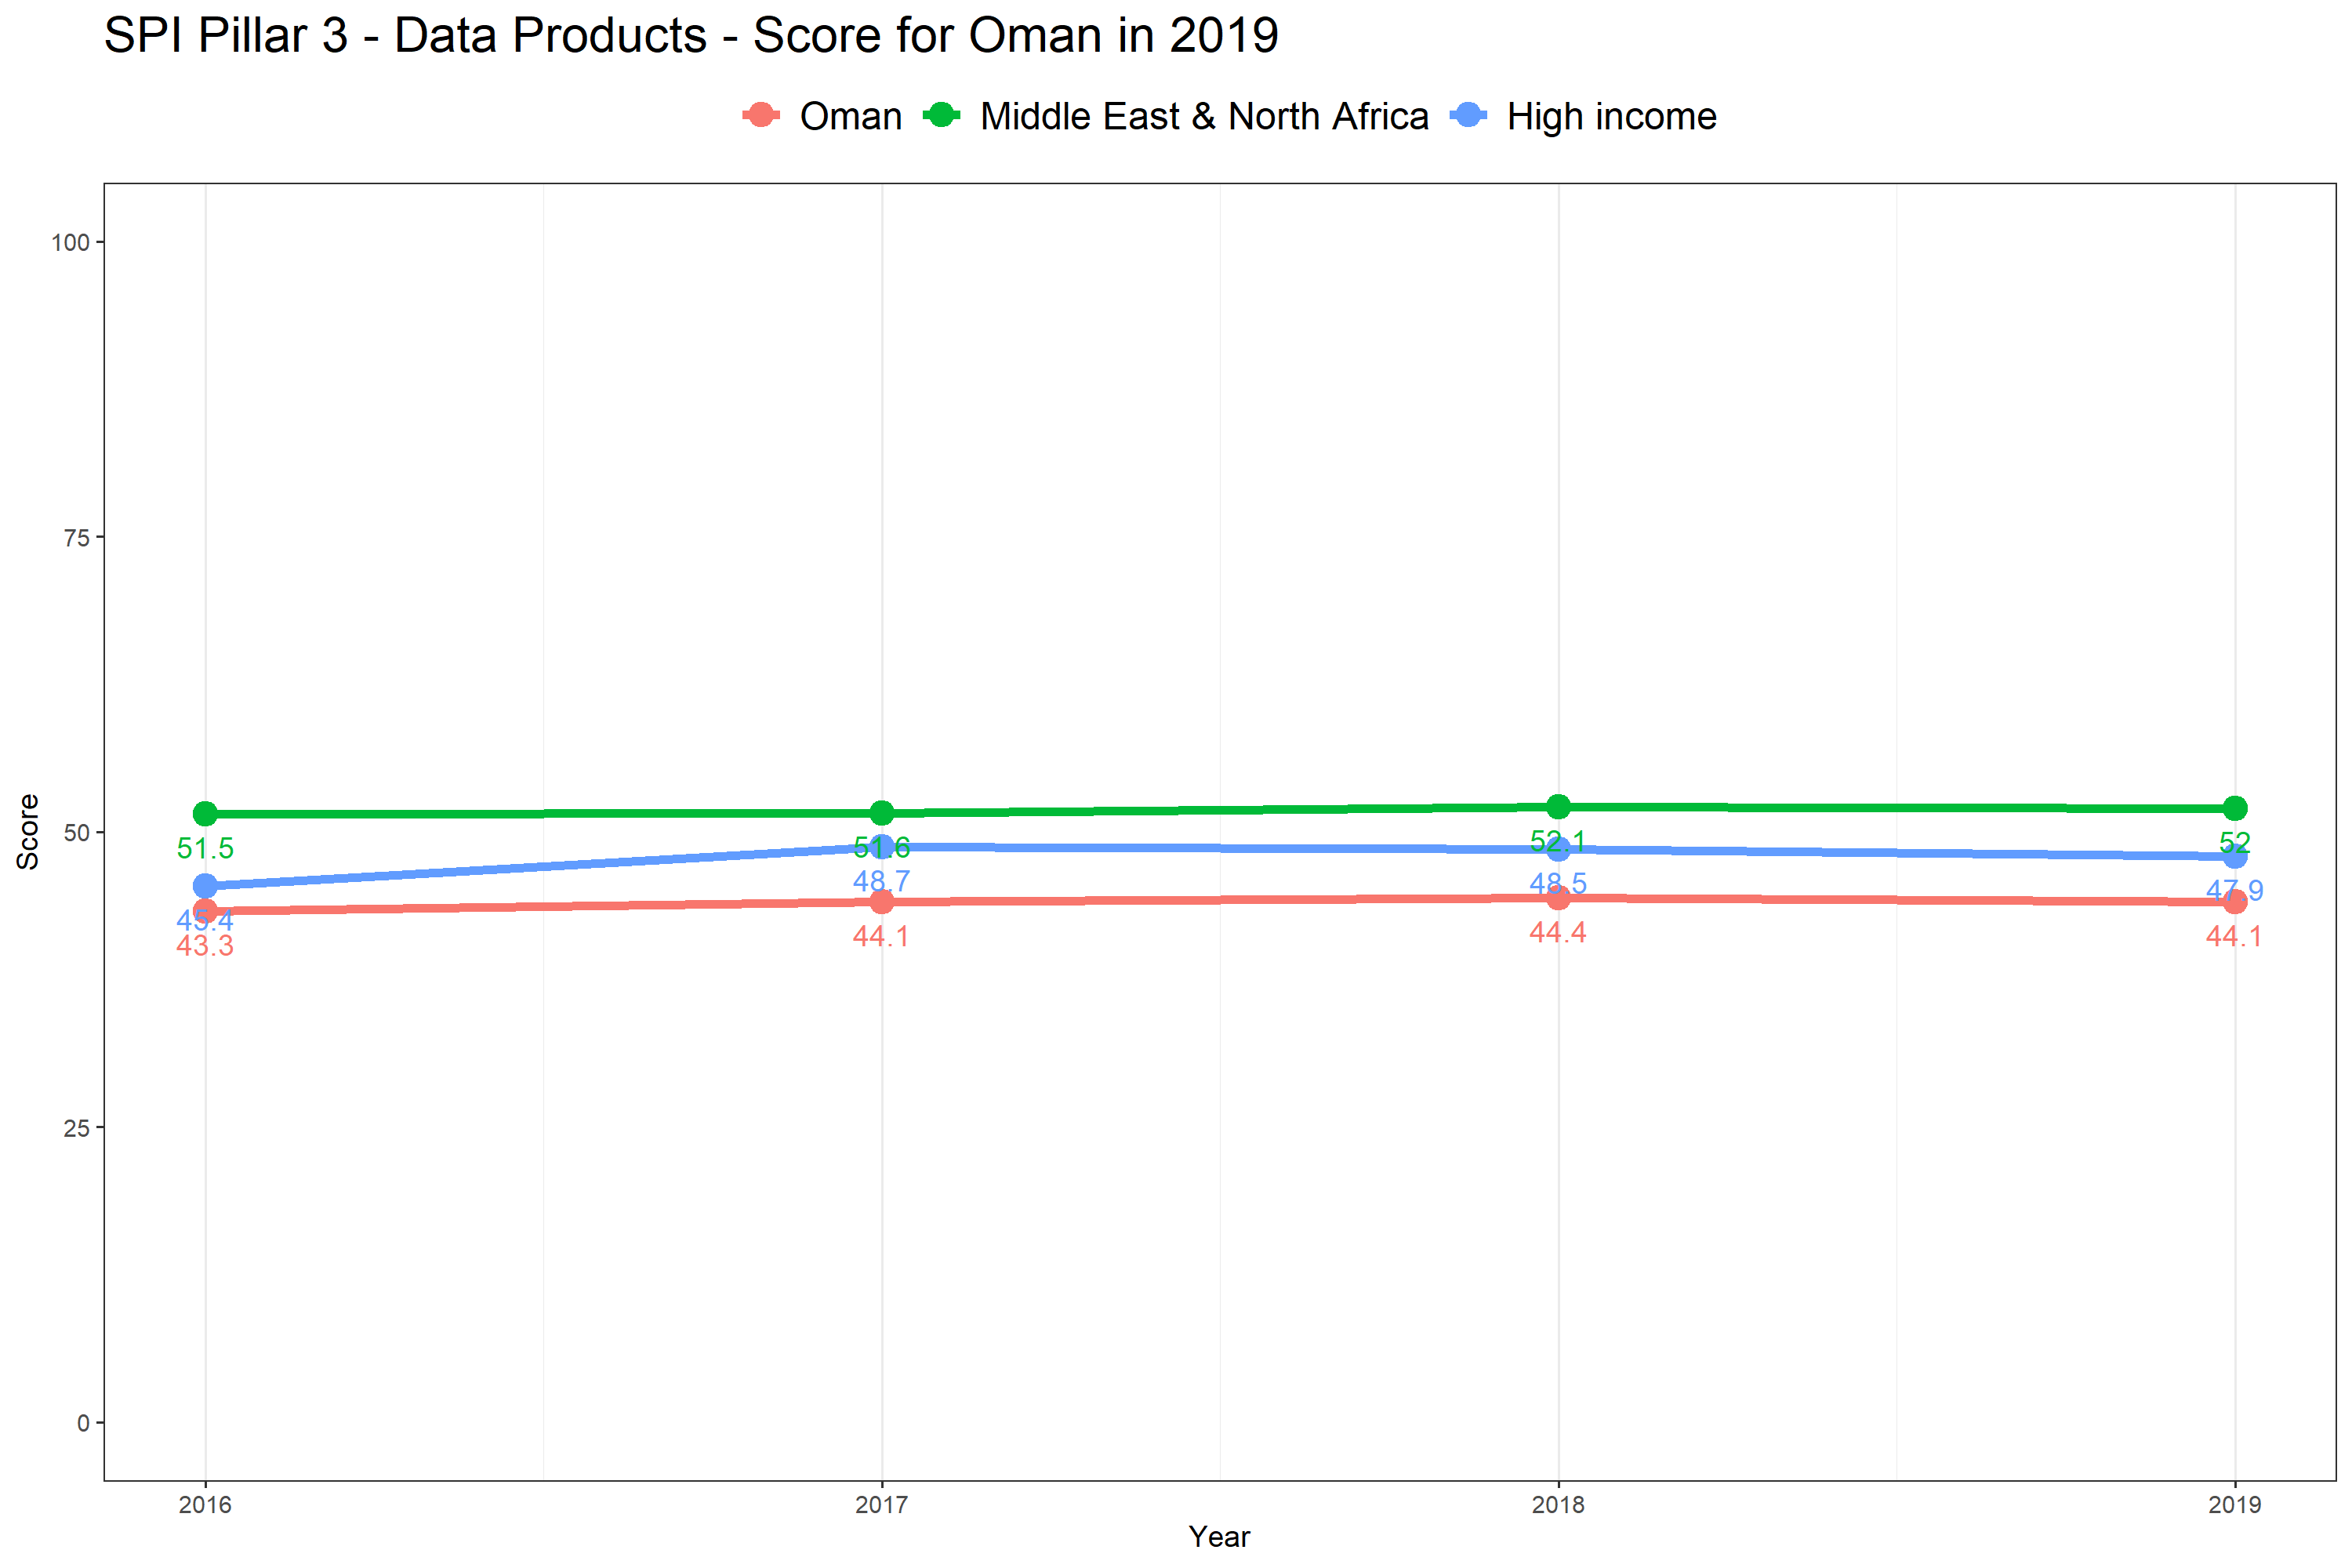 SPI Pillar 3 - Data Products - Score for Oman in 2019
Oman Middle East & North Africa High income
100
75
50
25
0
Score
51.5 51.6 52.1 52
45.4 48.7 48.5 47.9
43.3 44.1 44.4 44.1
2016 2017 2018 2019
Year